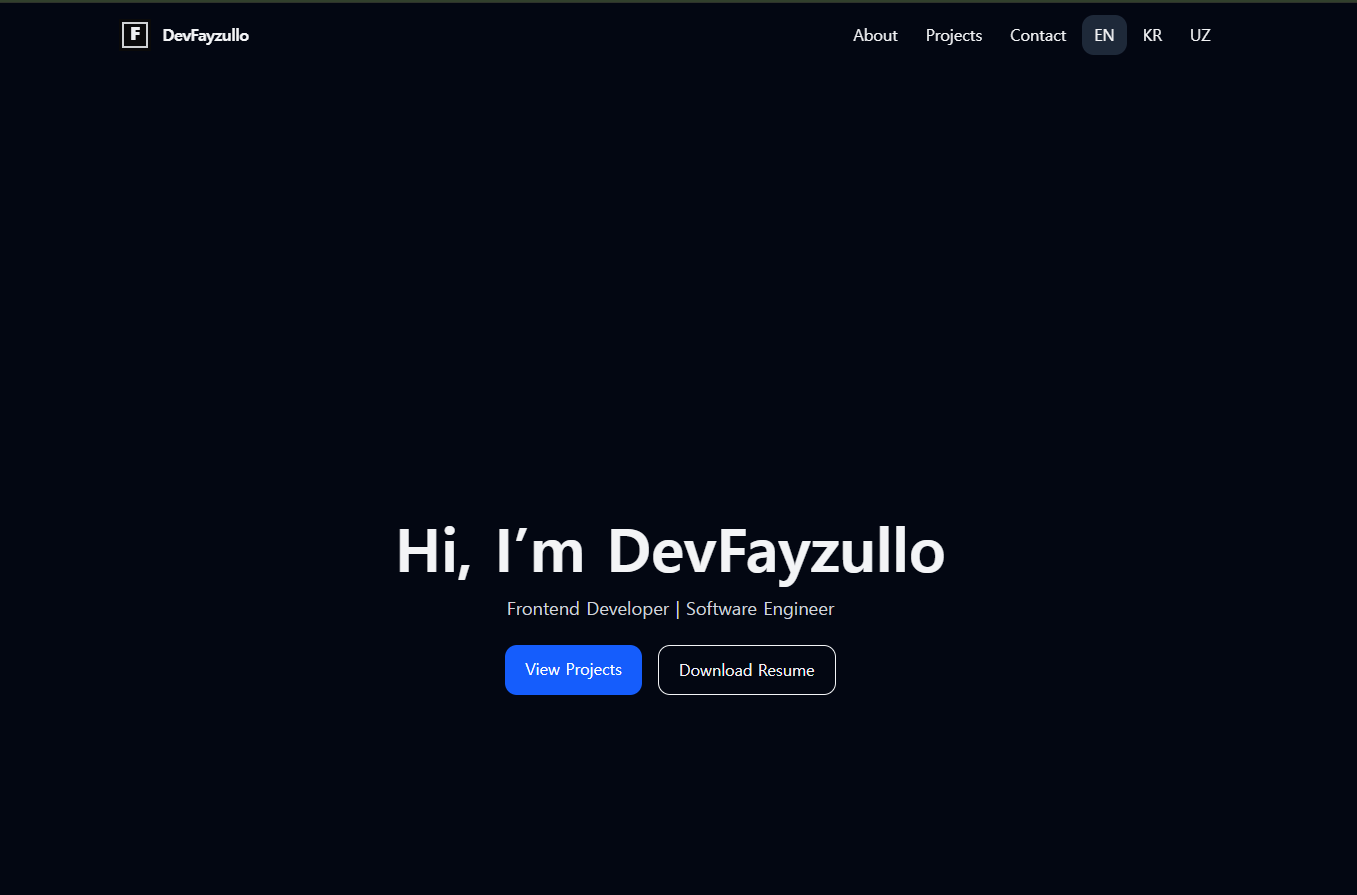 F DevFayzullo About Projects Contact EN KR UZ
Hi, I’m DevFayzullo
Frontend Developer | Software Engineer
View Projects Download Resume